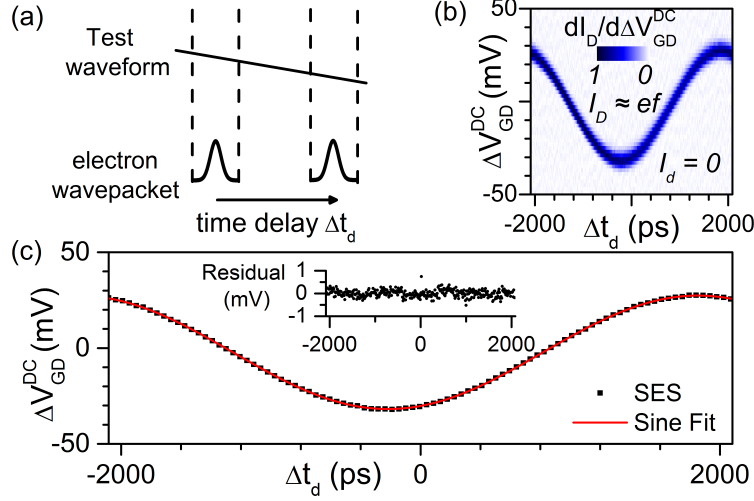 (a)
Test
waveform
electron
wavepacket
time delay Δt_d
(b)
dI_D/dΔV_GD^DC
1 0
I_D ≈ ef
I_d = 0
ΔV_GD^DC (mV)
50
0
-50
-2000 0 2000
Δt_d (ps)
(c)
ΔV_GD^DC (mV)
50
0
-50
Residual
(mV)
1
0
-1
-2000 0 2000
SES
Sine Fit
-2000 0 2000
Δt_d (ps)